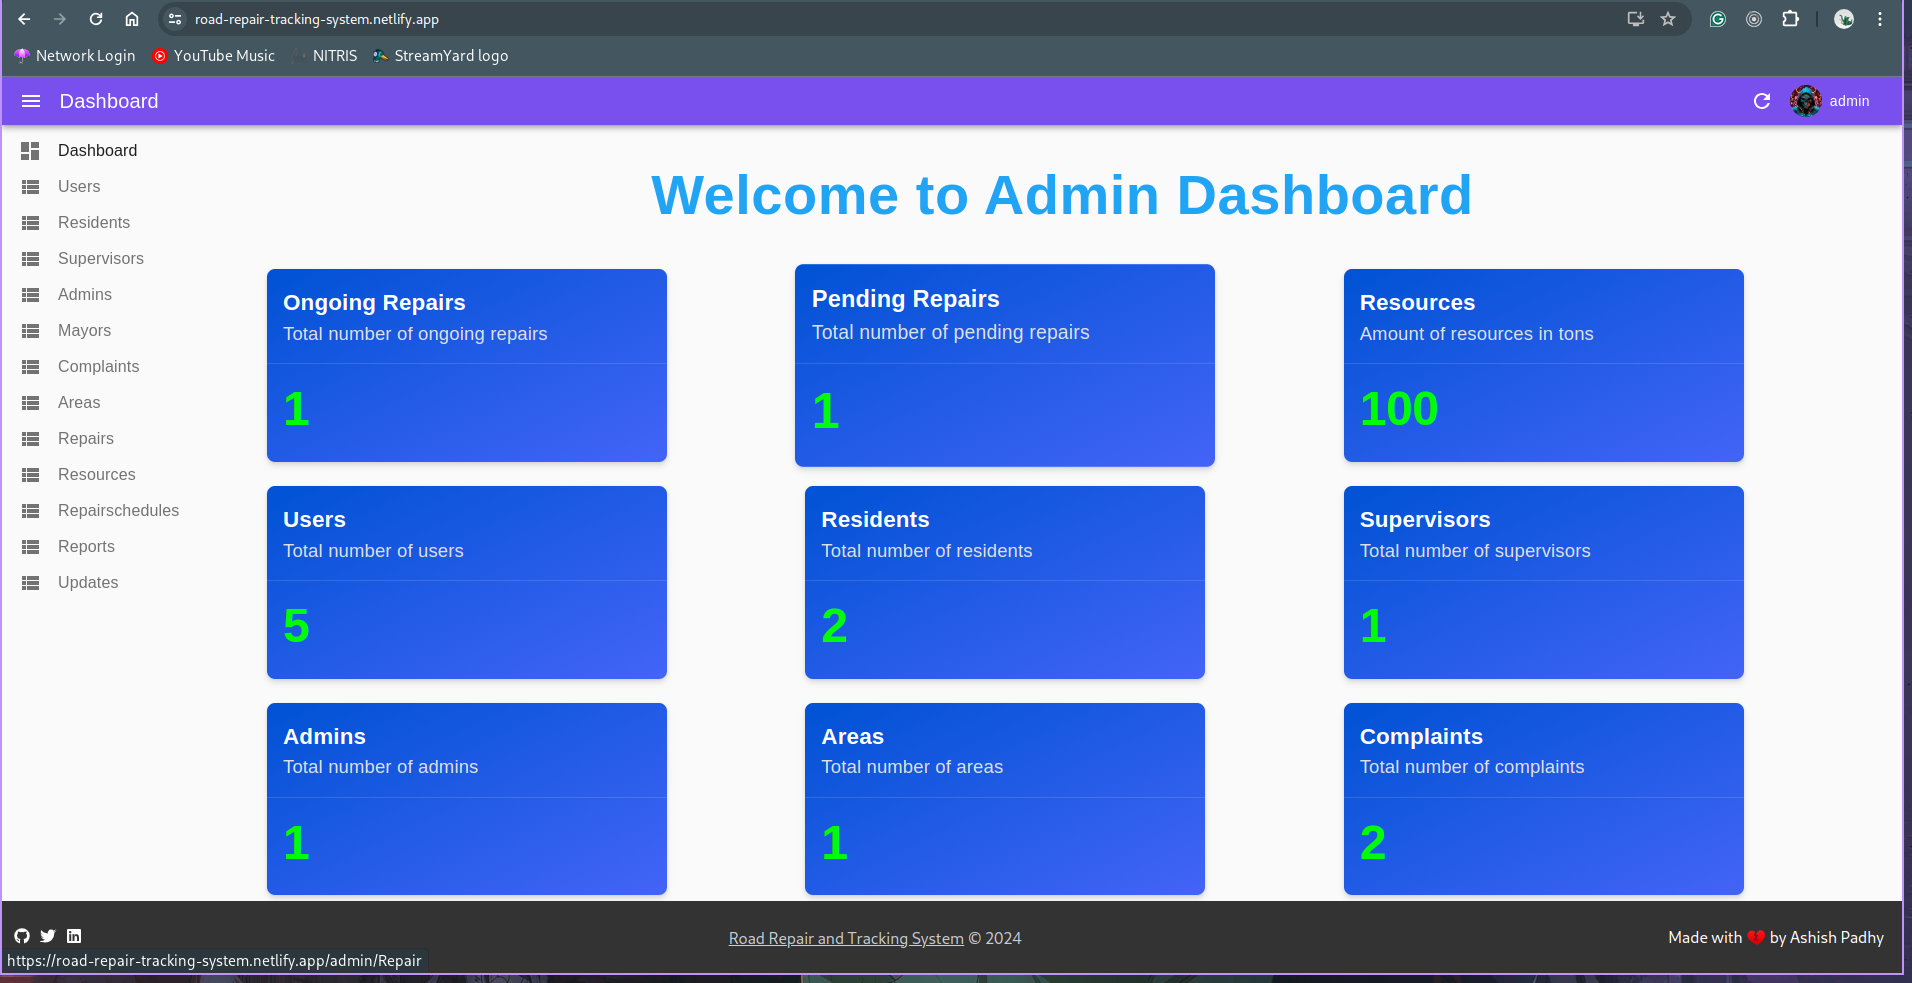 road-repair-tracking-system.netlify.app
Network Login YouTube Music NITRIS StreamYard logo
Dashboard
admin
Dashboard
Users
Residents
Supervisors
Admins
Mayors
Complaints
Areas
Repairs
Resources
Repairschedules
Reports
Updates
Welcome to Admin Dashboard
Ongoing Repairs
Total number of ongoing repairs
1
Pending Repairs
Total number of pending repairs
1
Resources
Amount of resources in tons
100
Users
Total number of users
5
Residents
Total number of residents
2
Supervisors
Total number of supervisors
1
Admins
Total number of admins
1
Areas
Total number of areas
1
Complaints
Total number of complaints
2
Road Repair and Tracking System © 2024
Made with 💔 by Ashish Padhy
https://road-repair-tracking-system.netlify.app/admin/Repair